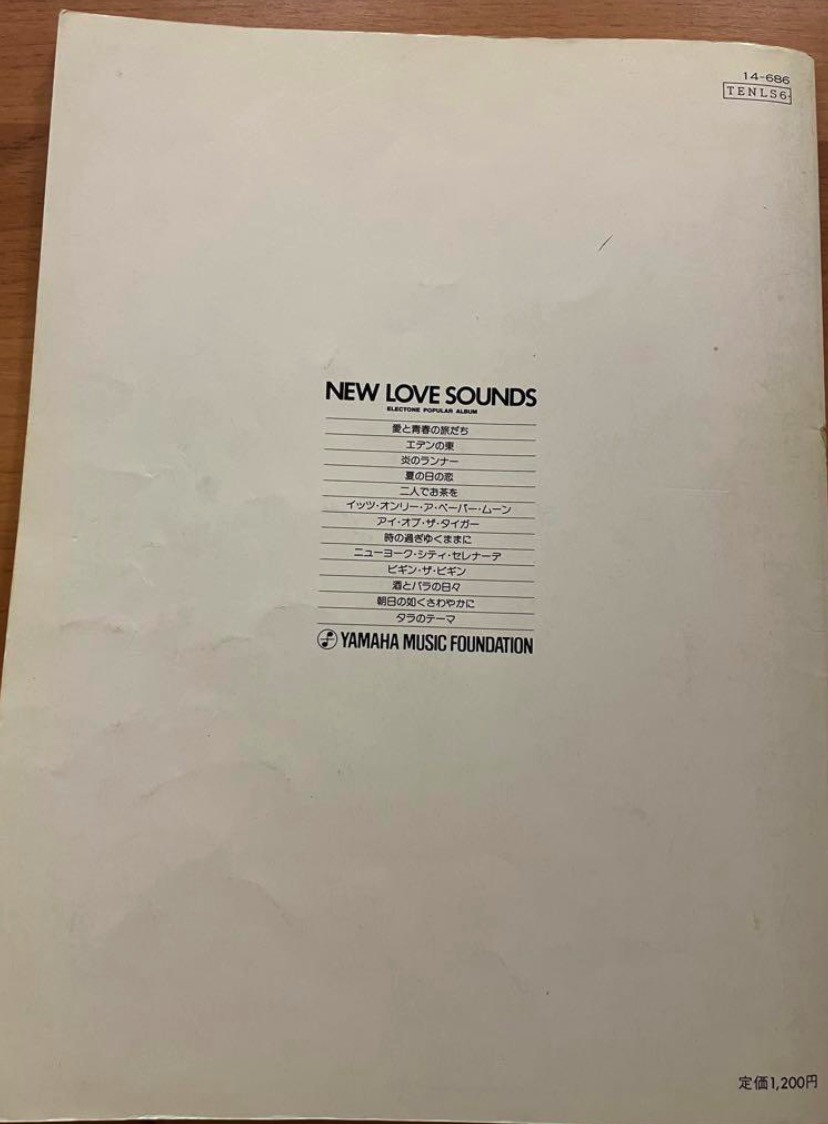 14-686
TENLS6
NEW LOVE SOUNDS
ELECTONE POPULAR ALBUM
愛と青春の旅だち
エデンの東
炎のランナー
夏の日の恋
二人でお茶を
イッツ・オンリー・ア・ペーパー・ムーン
アイ・オブ・ザ・タイガー
時の過ぎゆくままに
ニューヨーク・シティ・セレナーデ
ビギン・ザ・ビギン
酒とバラの日々
朝日の如くさわやかに
タラのテーマ
YAMAHA MUSIC FOUNDATION
定価1,200円